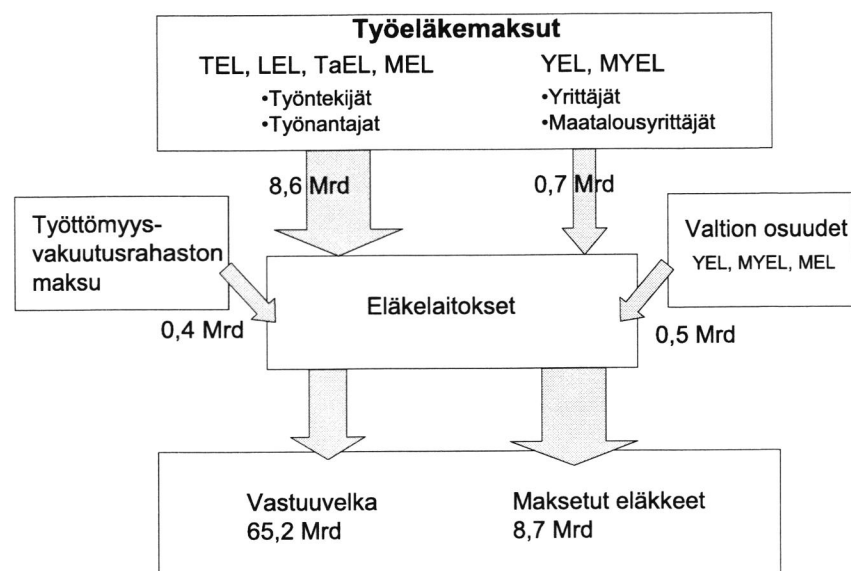 Työeläkemaksut
TEL, LEL, TaEL, MEL
•Työntekijät
•Työnantajat
YEL, MYEL
•Yrittäjät
•Maatalousyrittäjät
8,6 Mrd
0,7 Mrd
Työttömyys-
vakuutusrahaston
maksu
0,4 Mrd
Valtion osuudet
YEL, MYEL, MEL
0,5 Mrd
Eläkelaitokset
Vastuuvelka
65,2 Mrd
Maksetut eläkkeet
8,7 Mrd